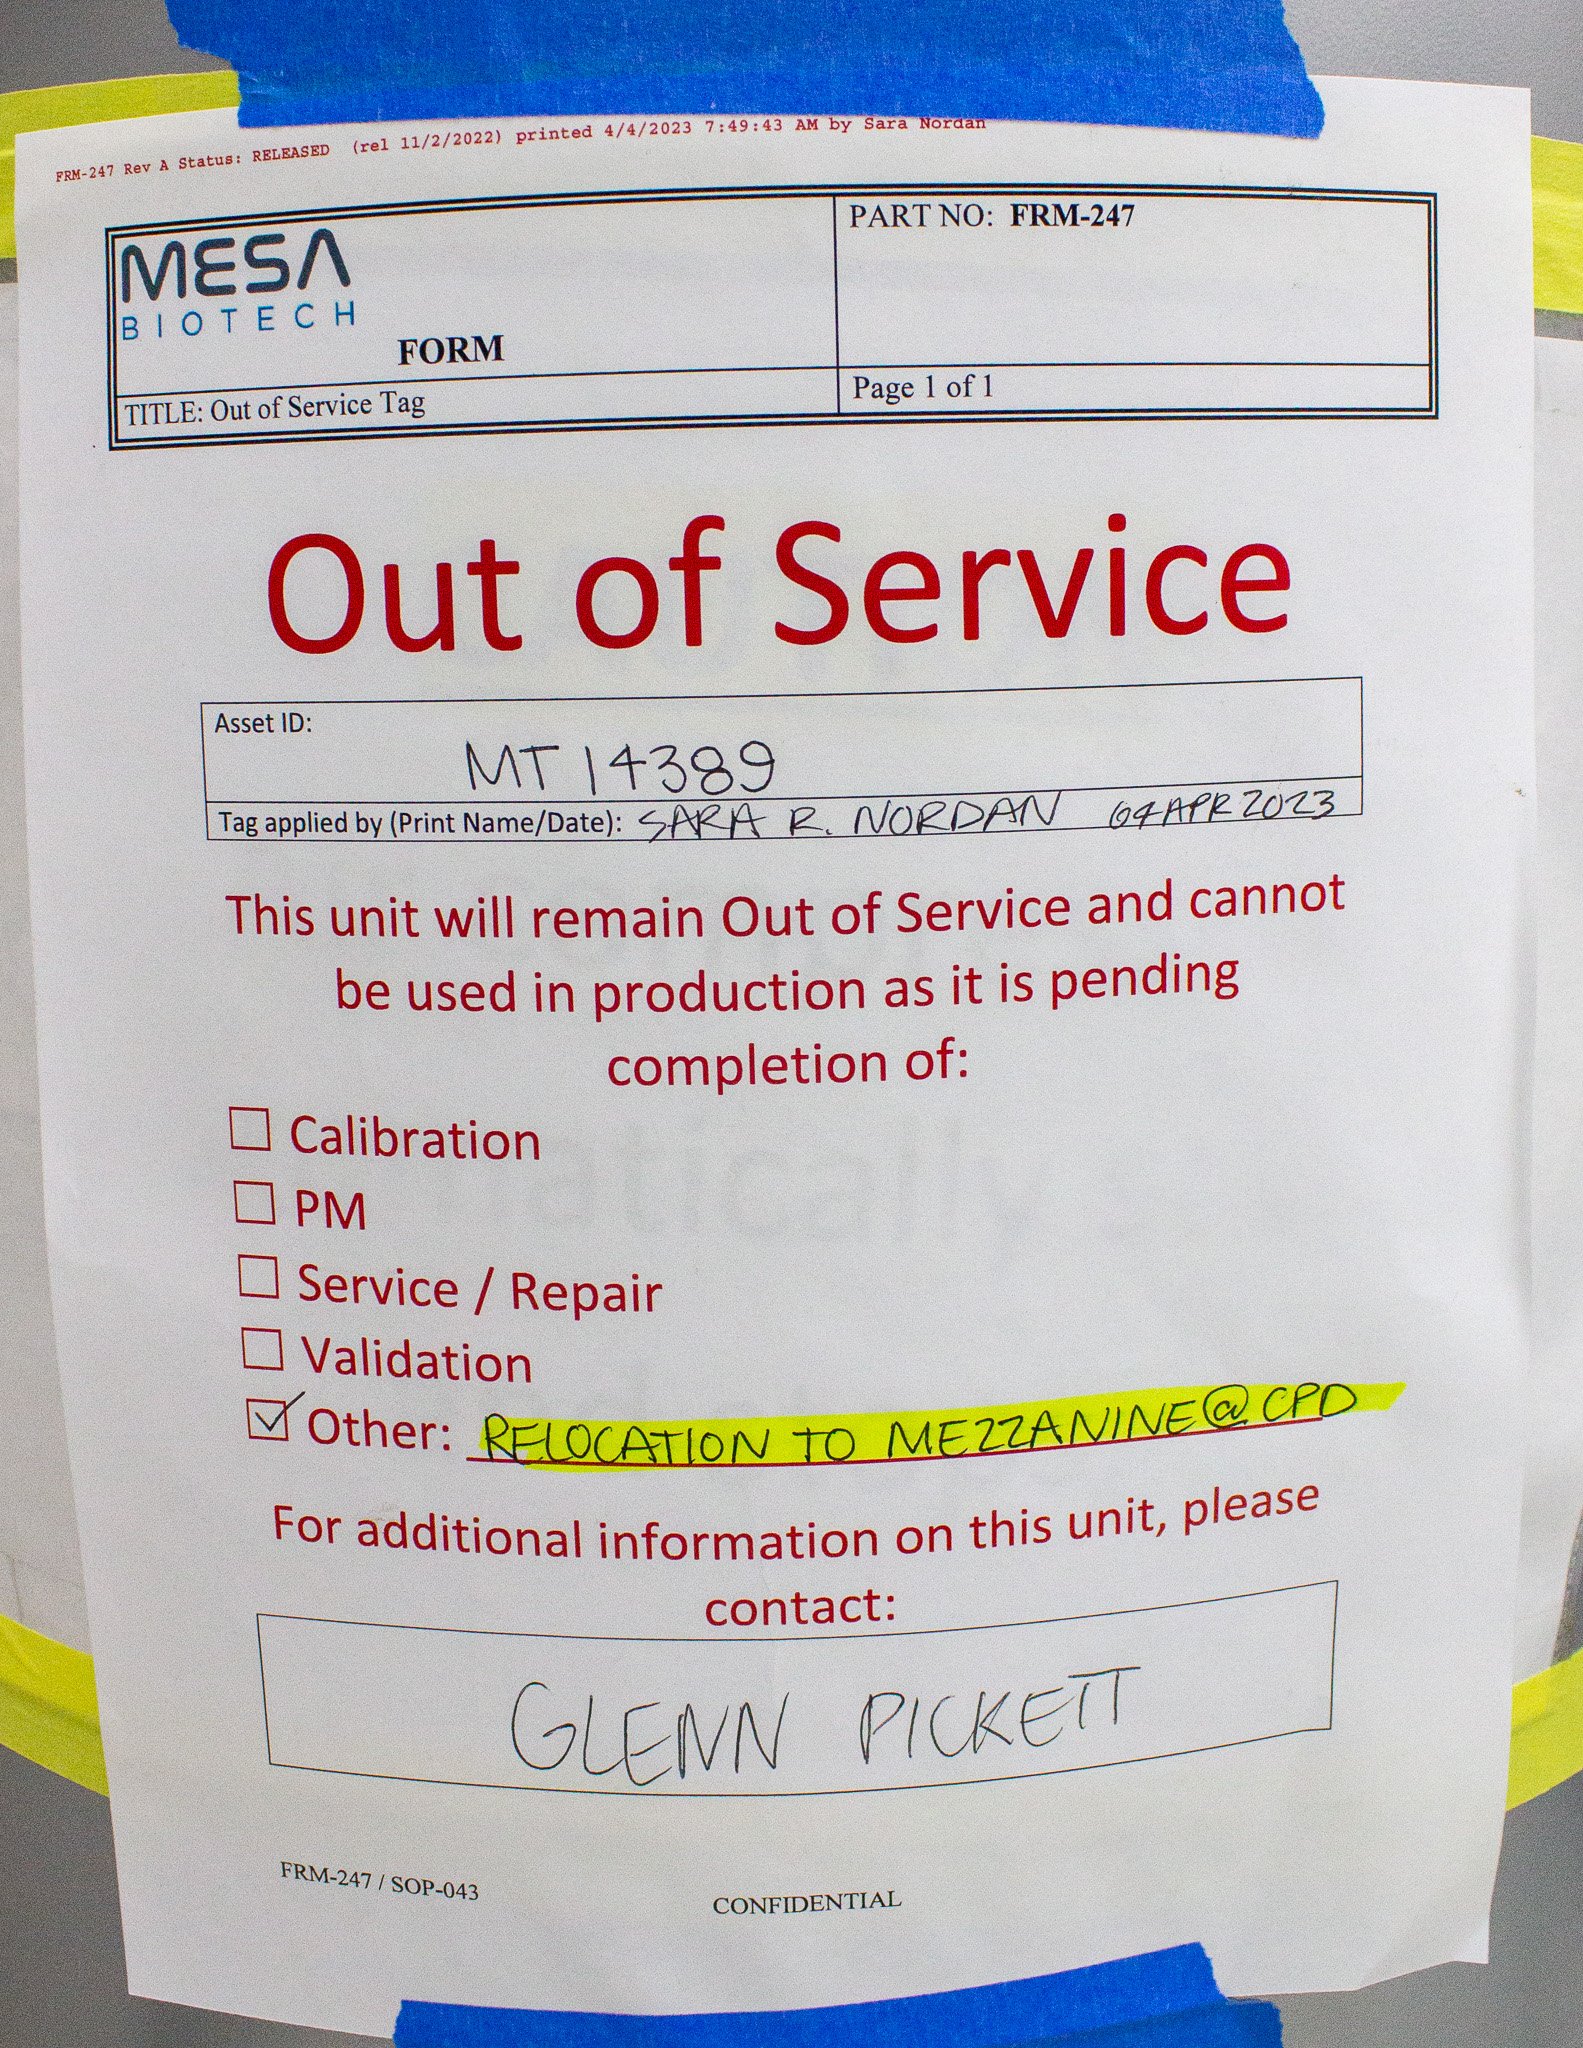 FRM-247 Rev A Status: RELEASED (rel 11/2/2022) printed 4/4/2023 7:49:43 AM by Sara Nordan
MESA
BIOTECH
FORM
PART NO: FRM-247
TITLE: Out of Service Tag
Page 1 of 1
Out of Service
Asset ID:
MT 14389
Tag applied by (Print Name/Date): SARA R. NORDAN 04APR2023
This unit will remain Out of Service and cannot
be used in production as it is pending
completion of:
☐ Calibration
☐ PM
☐ Service / Repair
☐ Validation
☑ Other: RELOCATION TO MEZZANINE@CPD
For additional information on this unit, please
contact:
GLENN PICKETT
FRM-247 / SOP-043
CONFIDENTIAL